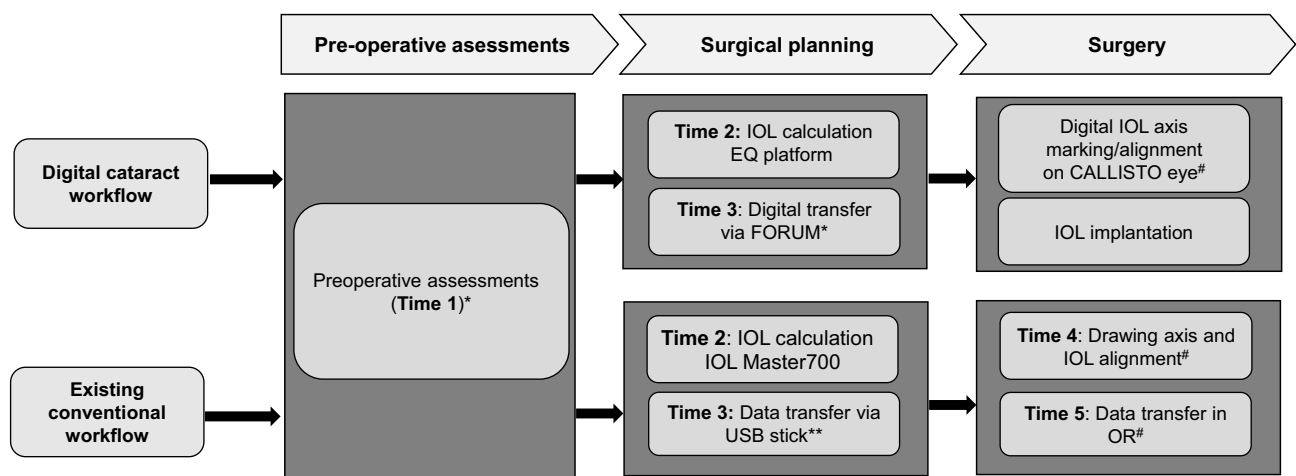 Pre-operative asessments
Surgical planning
Surgery
Digital cataract
workflow
Existing
conventional
workflow
Preoperative assessments
(Time 1)*
Time 2: IOL calculation
EQ platform
Time 3: Digital transfer
via FORUM*
Digital IOL axis
marking/alignment
on CALLISTO eye#
IOL implantation
Time 2: IOL calculation
IOL Master700
Time 3: Data transfer via
USB stick**
Time 4: Drawing axis and
IOL alignment#
Time 5: Data transfer in
OR#